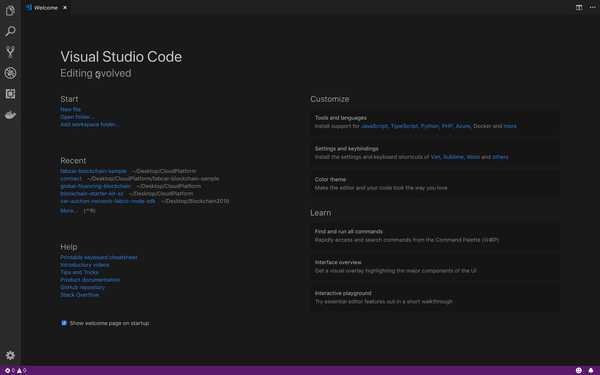 Welcome
Visual Studio Code
Editing evolved
Start
New file
Open folder...
Add workspace folder...
Recent
fabcar-blockchain-sample ~/Desktop/CloudPlatform
contract ~/Desktop/CloudPlatform/fabcar-blockchain-sample
global-financing-blockchain ~/Desktop/CloudPlatform
blockchain-starter-kit-sc ~/Desktop/CloudPlatform
car-auction-network-fabric-node-sdk ~/Desktop/Blockchain2019
More... (^R)
Help
Printable keyboard cheatsheet
Introductory videos
Tips and Tricks
Product documentation
GitHub repository
Stack Overflow
Show welcome page on startup
Customize
Tools and languages
Install support for JavaScript, TypeScript, Python, PHP, Azure, Docker and more
Settings and keybindings
Install the settings and keyboard shortcuts of Vim, Sublime, Atom and others
Color theme
Make the editor and your code look the way you love
Learn
Find and run all commands
Rapidly access and search commands from the Command Palette (⇧⌘P)
Interface overview
Get a visual overlay highlighting the major components of the UI
Interactive playground
Try essential editor features out in a short walkthrough
0 0